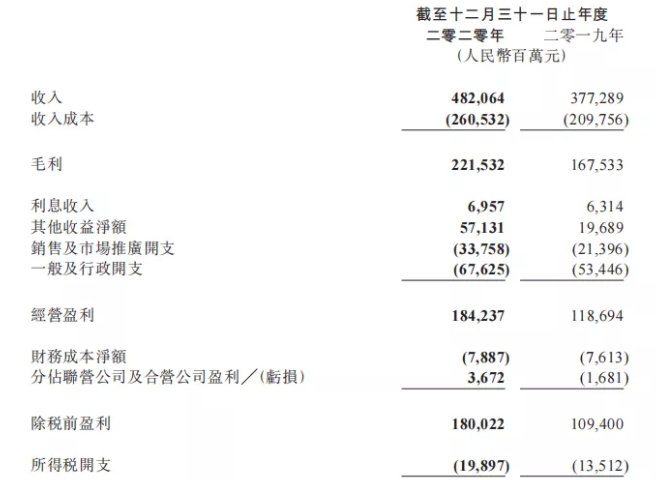 截至十二月三十一日止年度
二零二零年 二零一九年
(人民幣百萬元)
收入 482,064 377,289
收入成本 (260,532) (209,756)
毛利 221,532 167,533
利息收入 6,957 6,314
其他收益淨額 57,131 19,689
銷售及市場推廣開支 (33,758) (21,396)
一般及行政開支 (67,625) (53,446)
經營盈利 184,237 118,694
財務成本淨額 (7,887) (7,613)
分佔聯營公司及合營公司盈利╱(虧損) 3,672 (1,681)
除稅前盈利 180,022 109,400
所得稅開支 (19,897) (13,512)